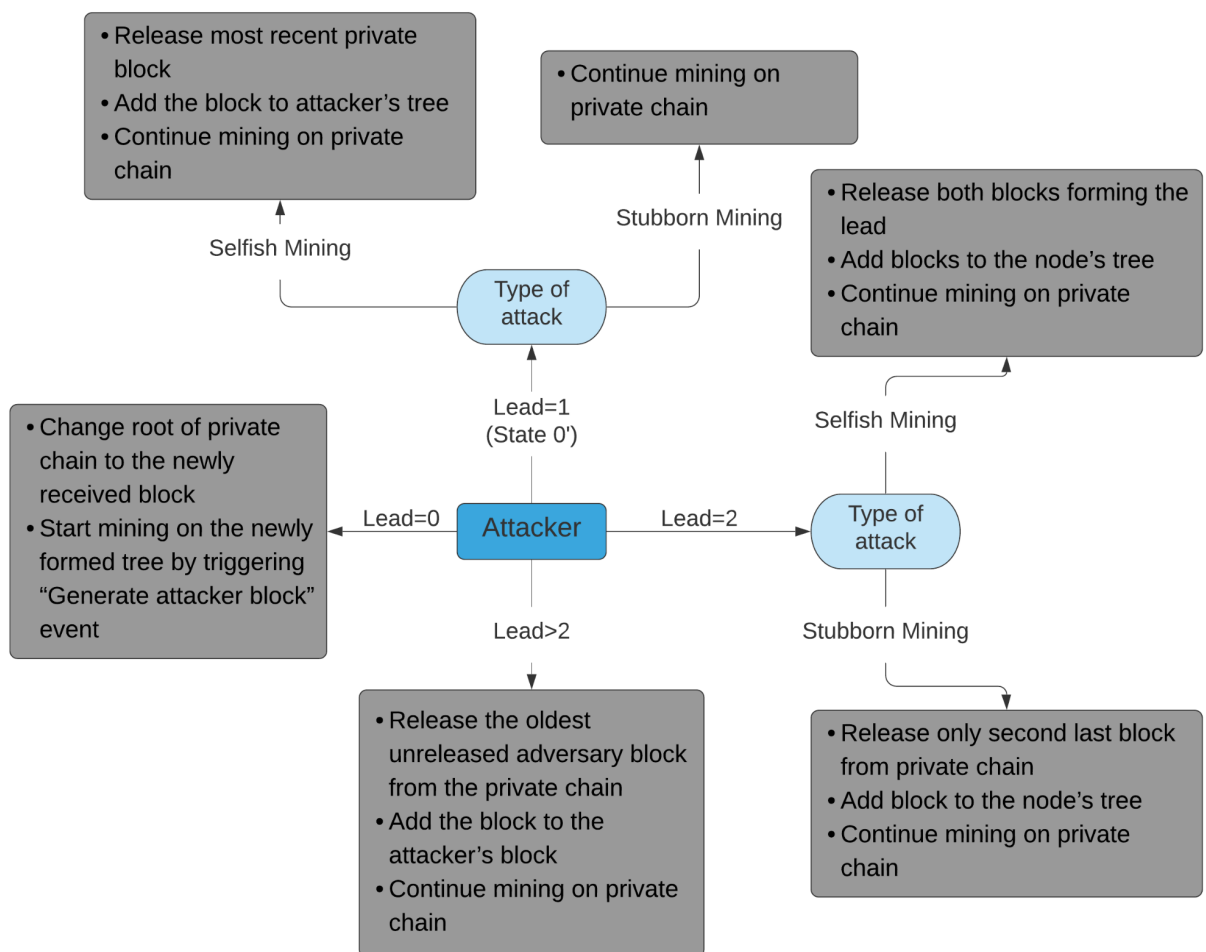 • Release most recent private
block
• Add the block to attacker’s tree
• Continue mining on private
chain
• Continue mining on
private chain
• Release both blocks forming the
lead
• Add blocks to the node’s tree
• Continue mining on private
chain
Selfish Mining
Stubborn Mining
Type of
attack
Lead=1
(State 0')
Selfish Mining
• Change root of private
chain to the newly
received block
• Start mining on the newly
formed tree by triggering
“Generate attacker block”
event
Lead=0
Attacker
Lead=2
Type of
attack
Lead>2
Stubborn Mining
• Release the oldest
unreleased adversary block
from the private chain
• Add the block to the
attacker’s block
• Continue mining on private
chain
• Release only second last block
from private chain
• Add block to the node’s tree
• Continue mining on private
chain